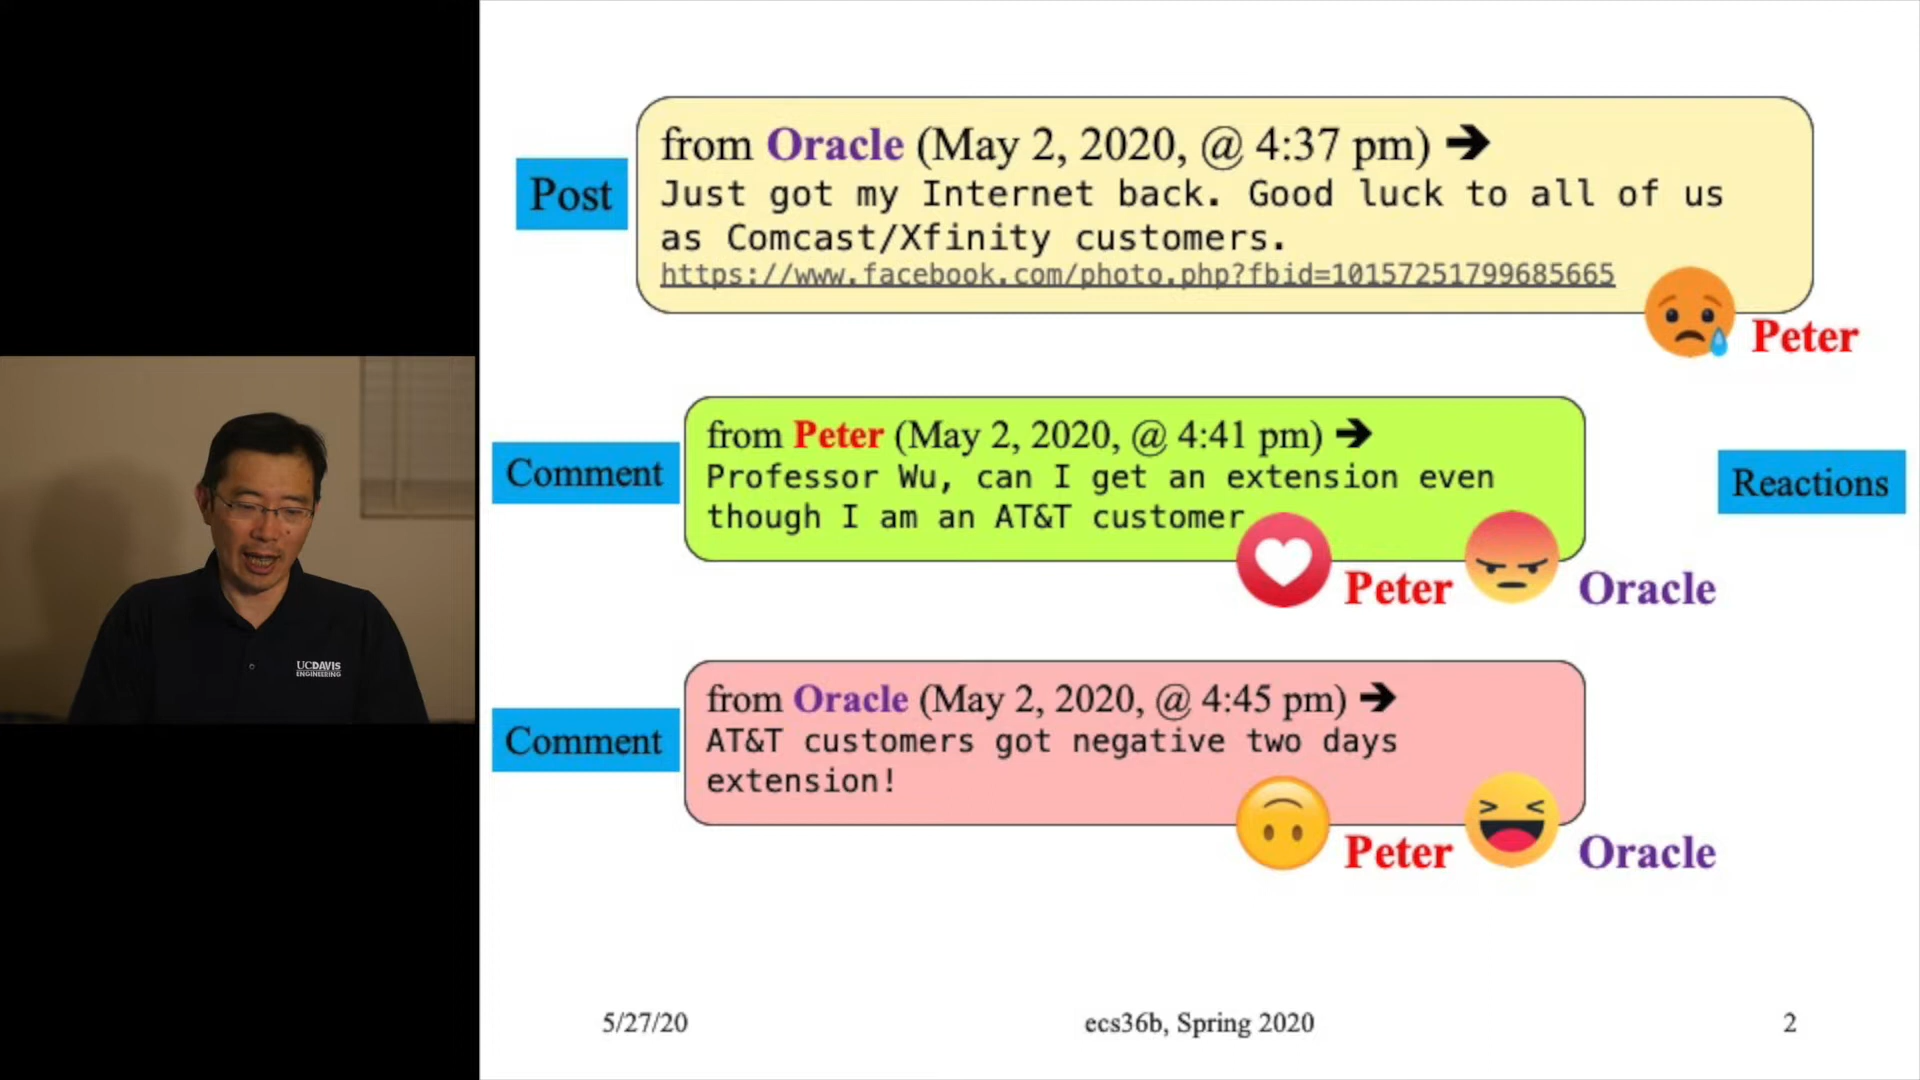 from Oracle (May 2, 2020, @ 4:37 pm) ➔
Post
Just got my Internet back. Good luck to all of us
as Comcast/Xfinity customers.
https://www.facebook.com/photo.php?fbid=10157251799685665
Peter
from Peter (May 2, 2020, @ 4:41 pm) ➔
Comment
Professor Wu, can I get an extension even
though I am an AT&T customer
Reactions
Peter
Oracle
from Oracle (May 2, 2020, @ 4:45 pm) ➔
Comment
AT&T customers got negative two days
extension!
Peter
Oracle
UCDAVIS
ENGINEERING
5/27/20
ecs36b, Spring 2020
2